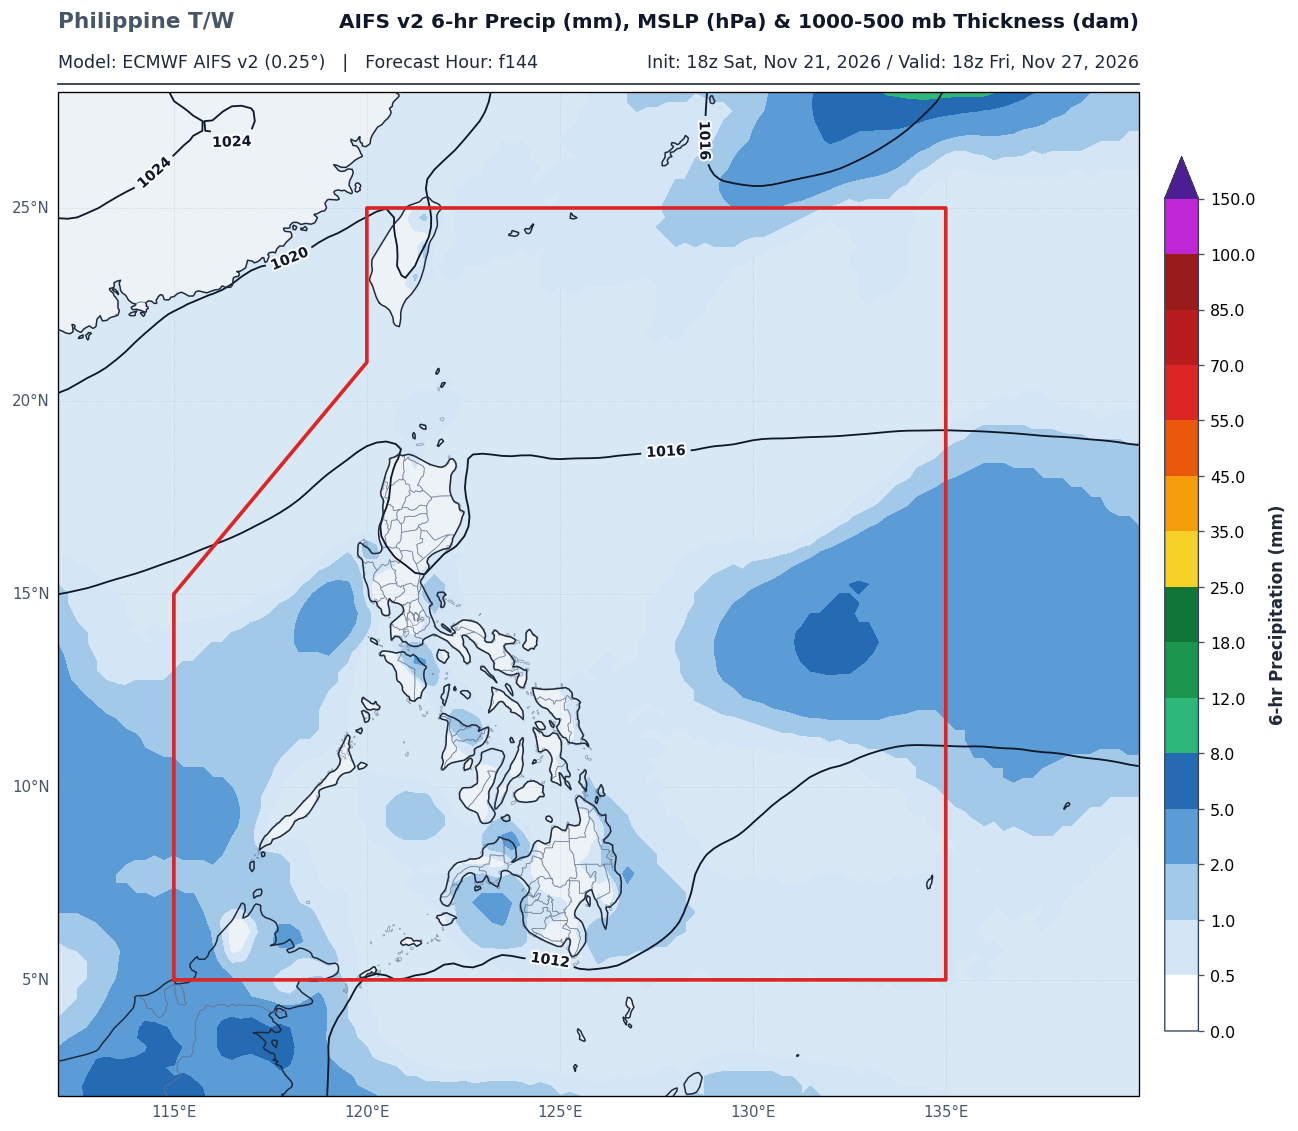 Philippine T/W
AIFS v2 6-hr Precip (mm), MSLP (hPa) & 1000-500 mb Thickness (dam)
Model: ECMWF AIFS v2 (0.25°) | Forecast Hour: f144
Init: 18z Sat, Nov 21, 2026 / Valid: 18z Fri, Nov 27, 2026
1024
1024
1016
1020
1016
1012
25°N
20°N
15°N
10°N
5°N
115°E
120°E
125°E
130°E
135°E
150.0
100.0
85.0
70.0
55.0
45.0
35.0
25.0
18.0
12.0
8.0
5.0
2.0
1.0
0.5
0.0
6-hr Precipitation (mm)